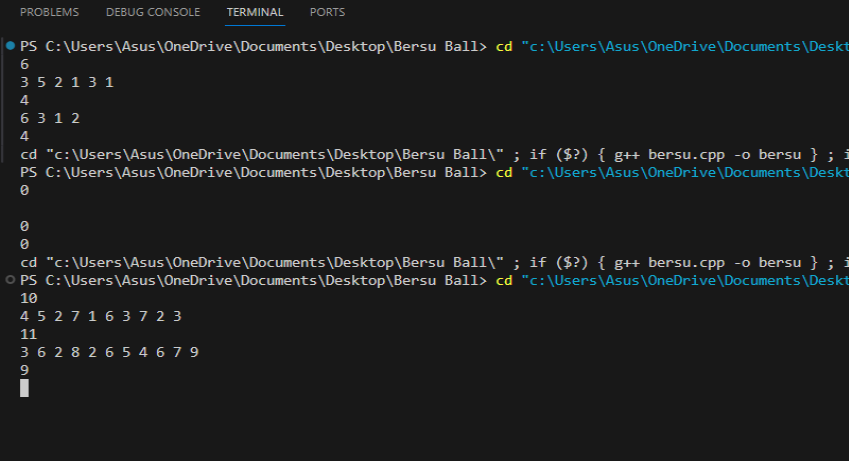 PROBLEMS DEBUG CONSOLE TERMINAL PORTS
PS C:\Users\Asus\OneDrive\Documents\Desktop\Bersu Ball> cd "c:\Users\Asus\OneDrive\Documents\Deskt
6
3 5 2 1 3 1
4
6 3 1 2
4
cd "c:\Users\Asus\OneDrive\Documents\Desktop\Bersu Ball\" ; if ($?) { g++ bersu.cpp -o bersu } ; i
PS C:\Users\Asus\OneDrive\Documents\Desktop\Bersu Ball> cd "c:\Users\Asus\OneDrive\Documents\Deskt
0
0
0
cd "c:\Users\Asus\OneDrive\Documents\Desktop\Bersu Ball\" ; if ($?) { g++ bersu.cpp -o bersu } ; i
PS C:\Users\Asus\OneDrive\Documents\Desktop\Bersu Ball> cd "c:\Users\Asus\OneDrive\Documents\Deskt
10
4 5 2 7 1 6 3 7 2 3
11
3 6 2 8 2 6 5 4 6 7 9
9